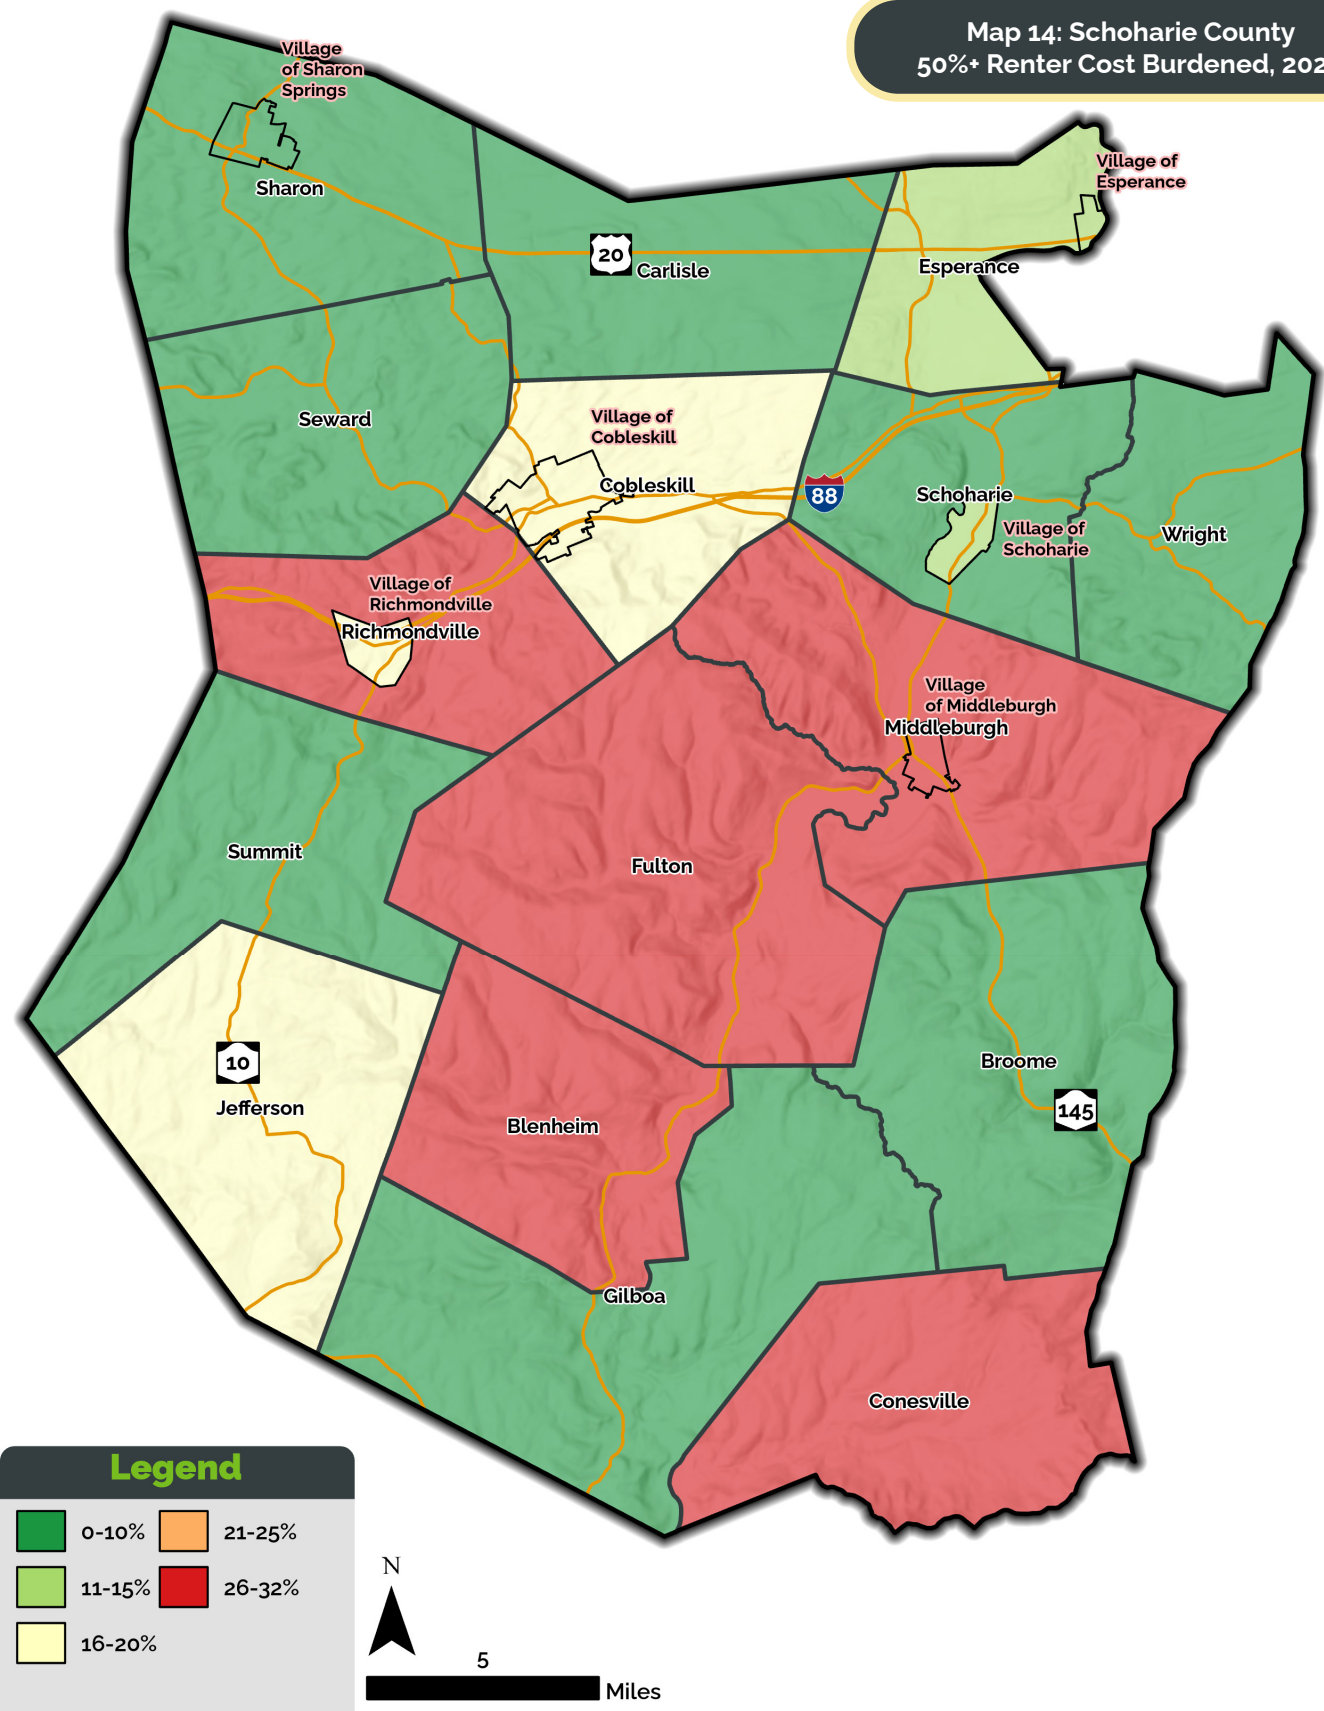 Map 14: Schoharie County
50%+ Renter Cost Burdened, 202
Village
of Sharon
Springs
Sharon
Village of
Esperance
20
Carlisle
Esperance
Seward
Village of
Cobleskill
Cobleskill
88
Schoharie
Village of
Schoharie
Wright
Village of
Richmondville
Richmondville
Village
of Middleburgh
Middleburgh
Summit
Fulton
10
Jefferson
Broome
145
Blenheim
Gilboa
Conesville
Legend
0-10%
21-25%
11-15%
26-32%
16-20%
N
5
Miles